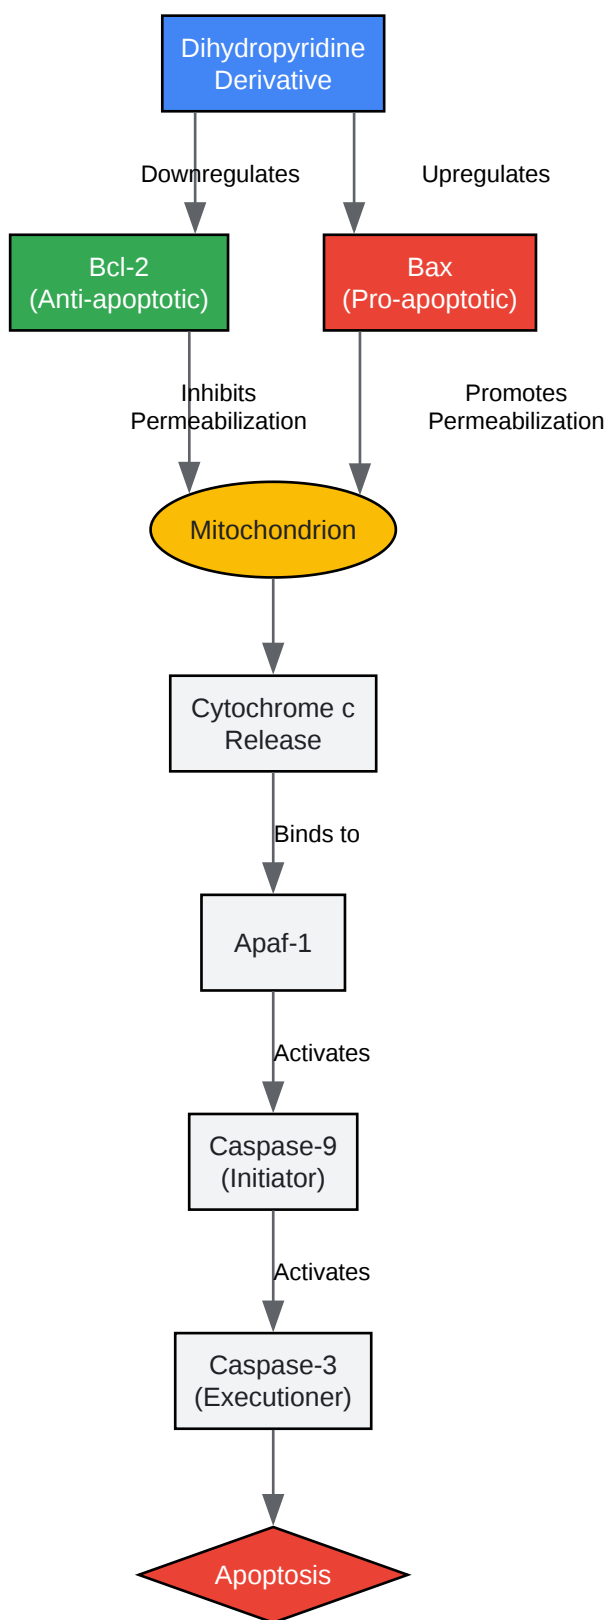 Dihydropyridine
Derivative
Downregulates
Upregulates
Bcl-2
(Anti-apoptotic)
Bax
(Pro-apoptotic)
Inhibits
Permeabilization
Promotes
Permeabilization
Mitochondrion
Cytochrome c
Release
Binds to
Apaf-1
Activates
Caspase-9
(Initiator)
Activates
Caspase-3
(Executioner)
Apoptosis